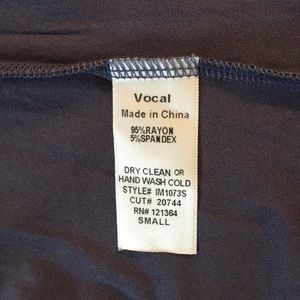 Vocal
Made in China
95%RAYON
5%SPANDEX
DRY CLEAN OR
HAND WASH COLD
STYLE# IM1073S
CUT# 20744
RN# 121364
SMALL